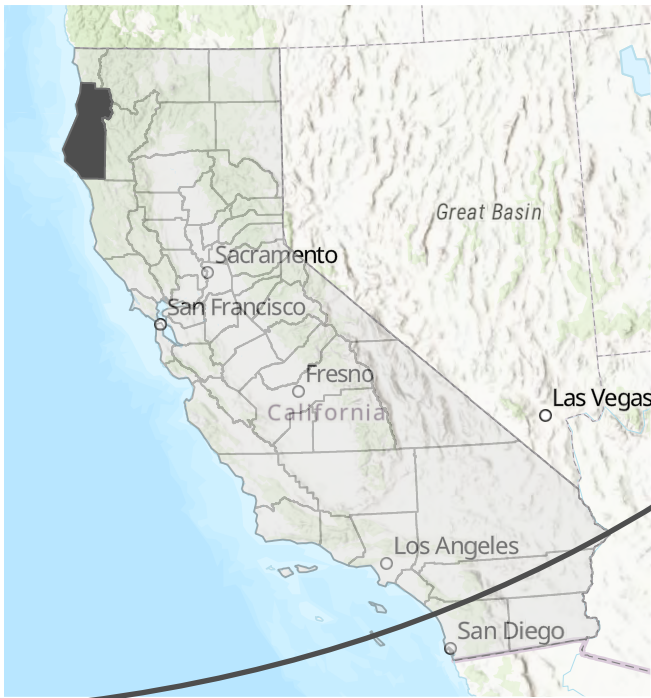 Great Basin
Sacramento
San Francisco
Fresno
Las Vegas
California
Los Angeles
San Diego